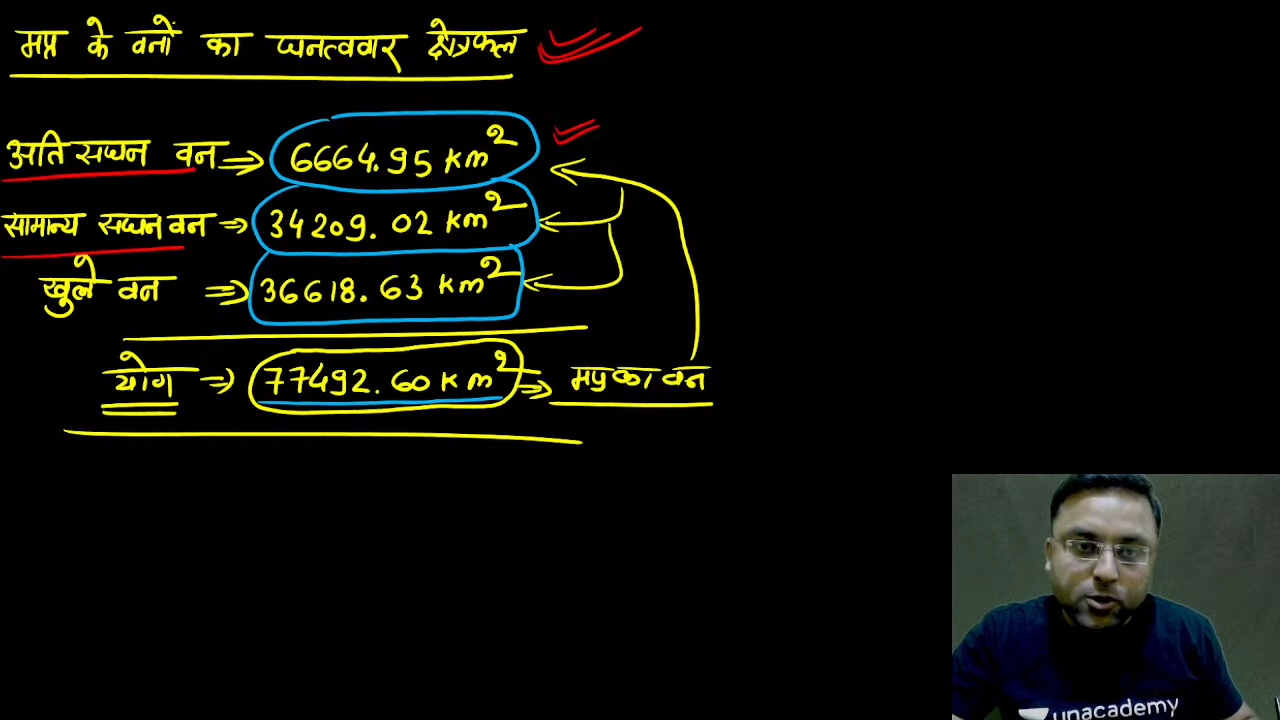 मप्र के वनों का घनत्ववार क्षेत्रफल
अति सघन वन ⇒ 6664.95 km²
सामान्य सघन वन ⇒ 34209.02 km²
खुले वन ⇒ 36618.63 km²
योग ⇒ 77492.60 km² ⇒ मप्र का वन
unacademy